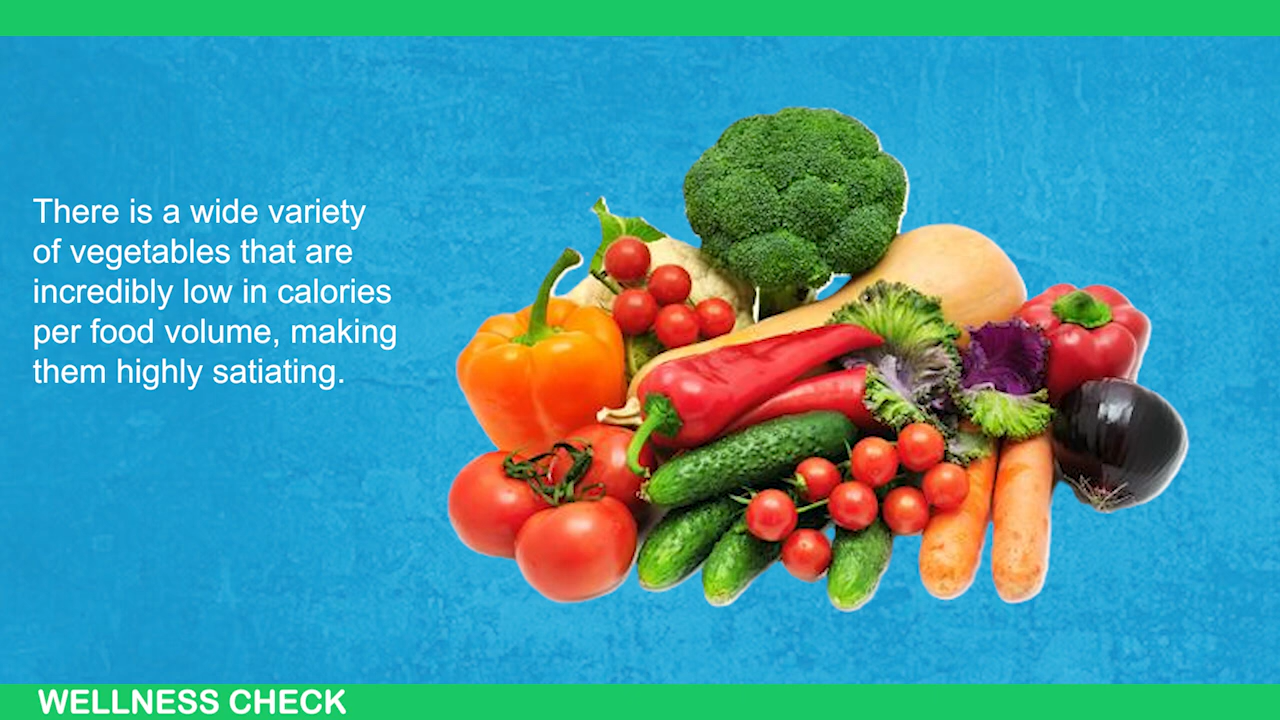 There is a wide variety
of vegetables that are
incredibly low in calories
per food volume, making
them highly satiating.
WELLNESS CHECK